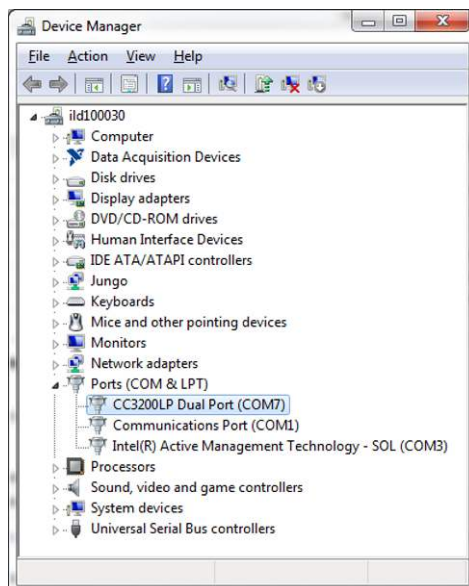 Device Manager
File Action View Help
ild100030
Computer
Data Acquisition Devices
Disk drives
Display adapters
DVD/CD-ROM drives
Human Interface Devices
IDE ATA/ATAPI controllers
Jungo
Keyboards
Mice and other pointing devices
Monitors
Network adapters
Ports (COM & LPT)
CC3200LP Dual Port (COM7)
Communications Port (COM1)
Intel(R) Active Management Technology - SOL (COM3)
Processors
Sound, video and game controllers
System devices
Universal Serial Bus controllers